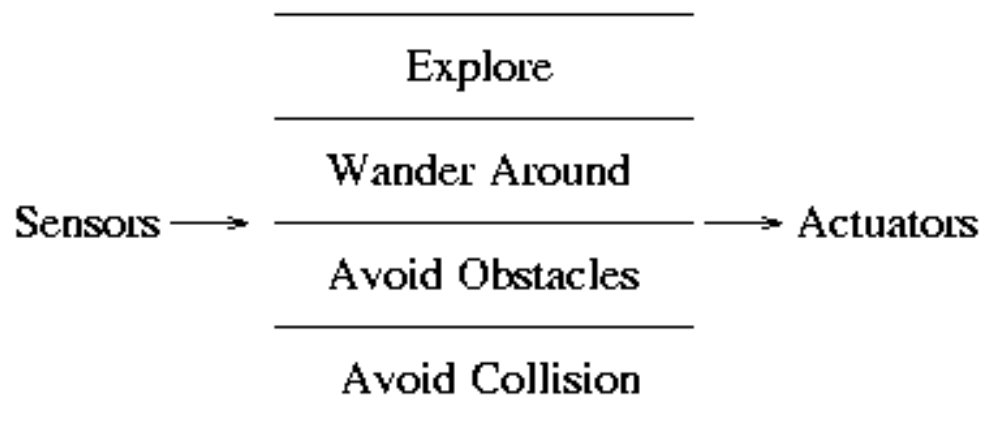 Explore
Wander Around
Sensors
Actuators
Avoid Obstacles
Avoid Collision